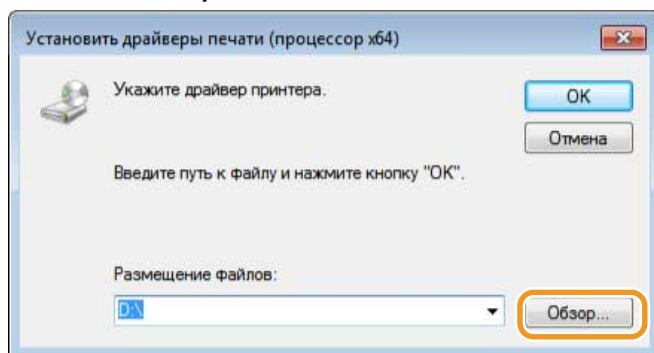 Установить драйверы печати (процессор x64)
Укажите драйвер принтера.
OK
Отмена
Введите путь к файлу и нажмите кнопку "OK".
Размещение файлов:
D:\
Обзор...